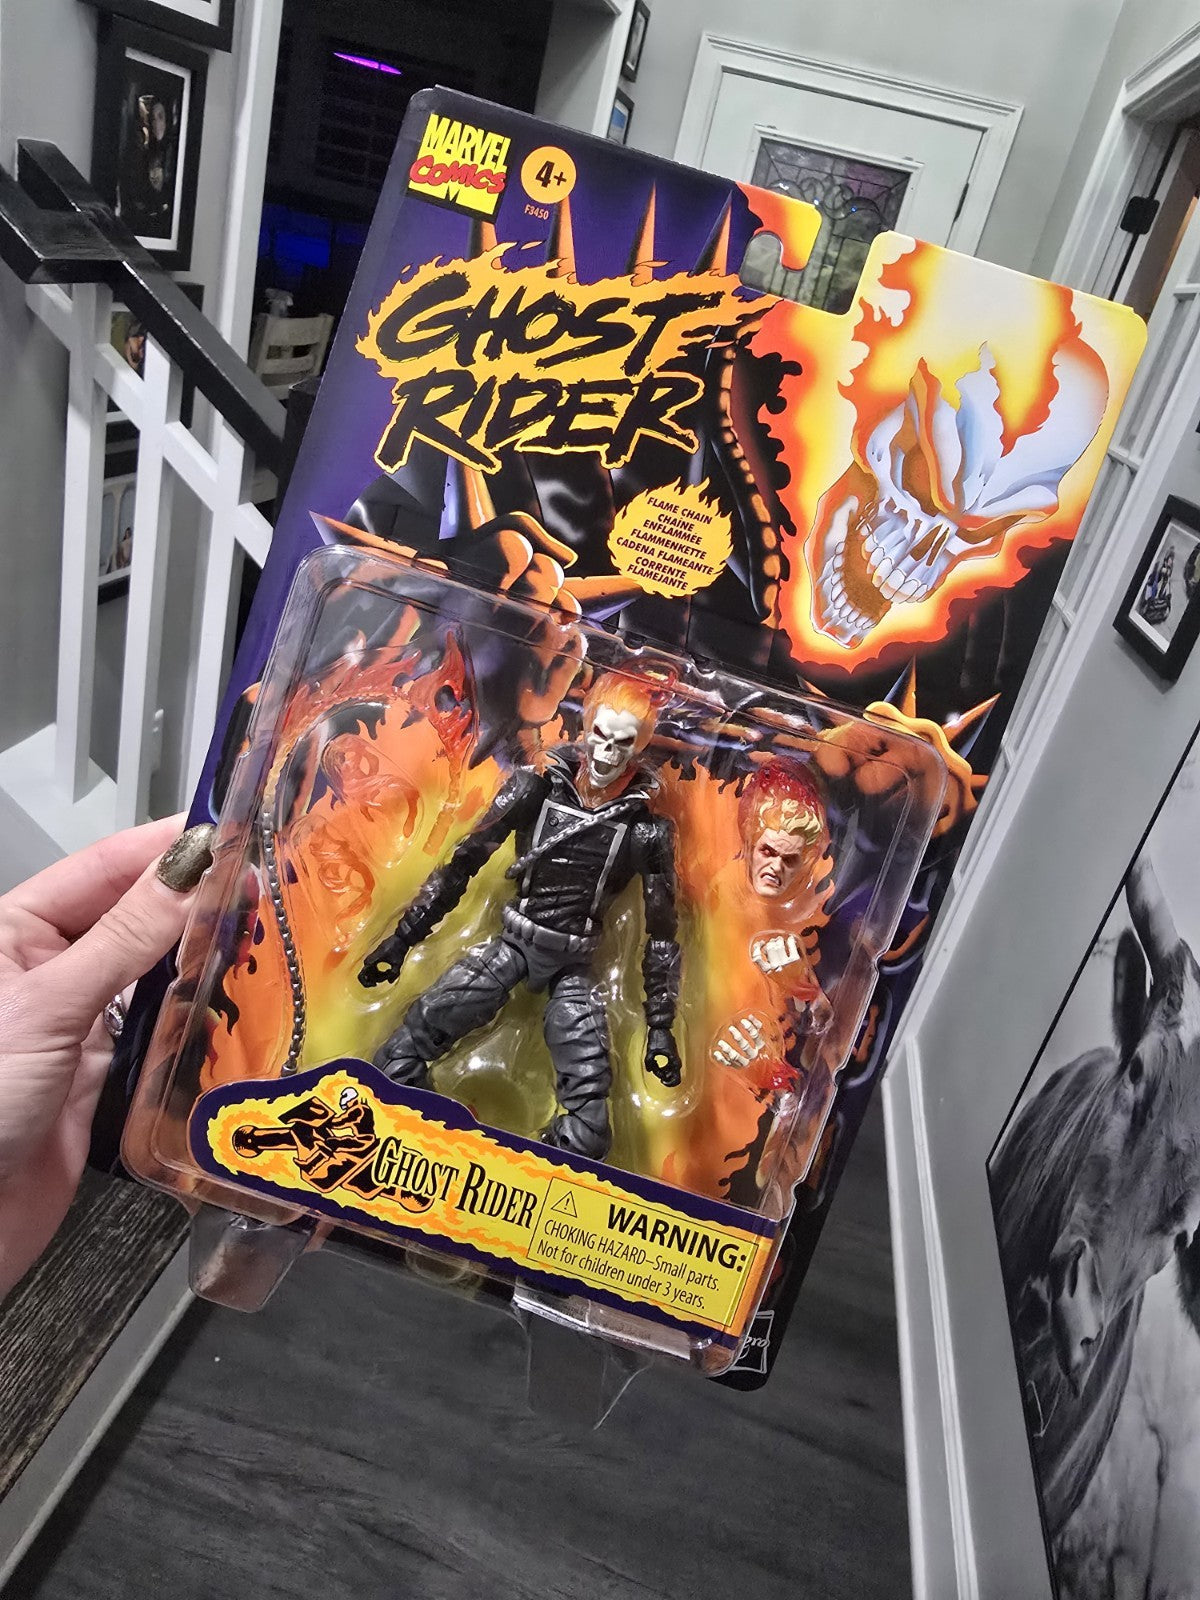 MARVEL
COMICS
4+
F3450
GHOST
RIDER
FLAME CHAIN
CHAÎNE
ENFLAMMÉE
FLAMMENKETTE
CADENA FLAMEANTE
CORRENTE
FLAMEJANTE
GHOST RIDER
WARNING:
CHOKING HAZARD–Small parts.
Not for children under 3 years.